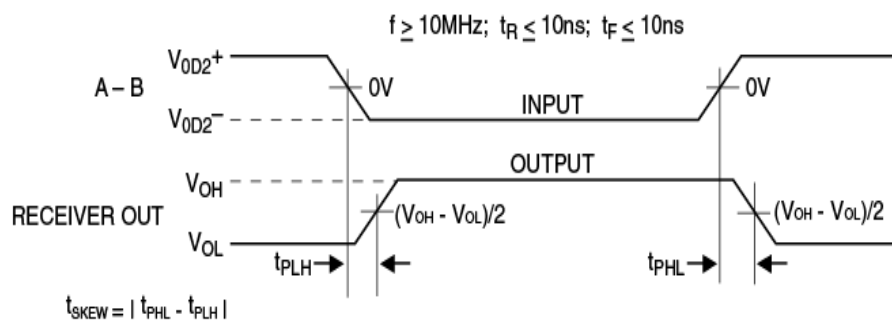 f ≥ 10MHz; tR ≤ 10ns; tF ≤ 10ns
V0D2+
A – B
0V
0V
V0D2–
INPUT
OUTPUT
VOH
RECEIVER OUT
(VOH - VOL)/2
(VOH - VOL)/2
VOL
tPLH
tPHL
tSKEW = | tPHL - tPLH |